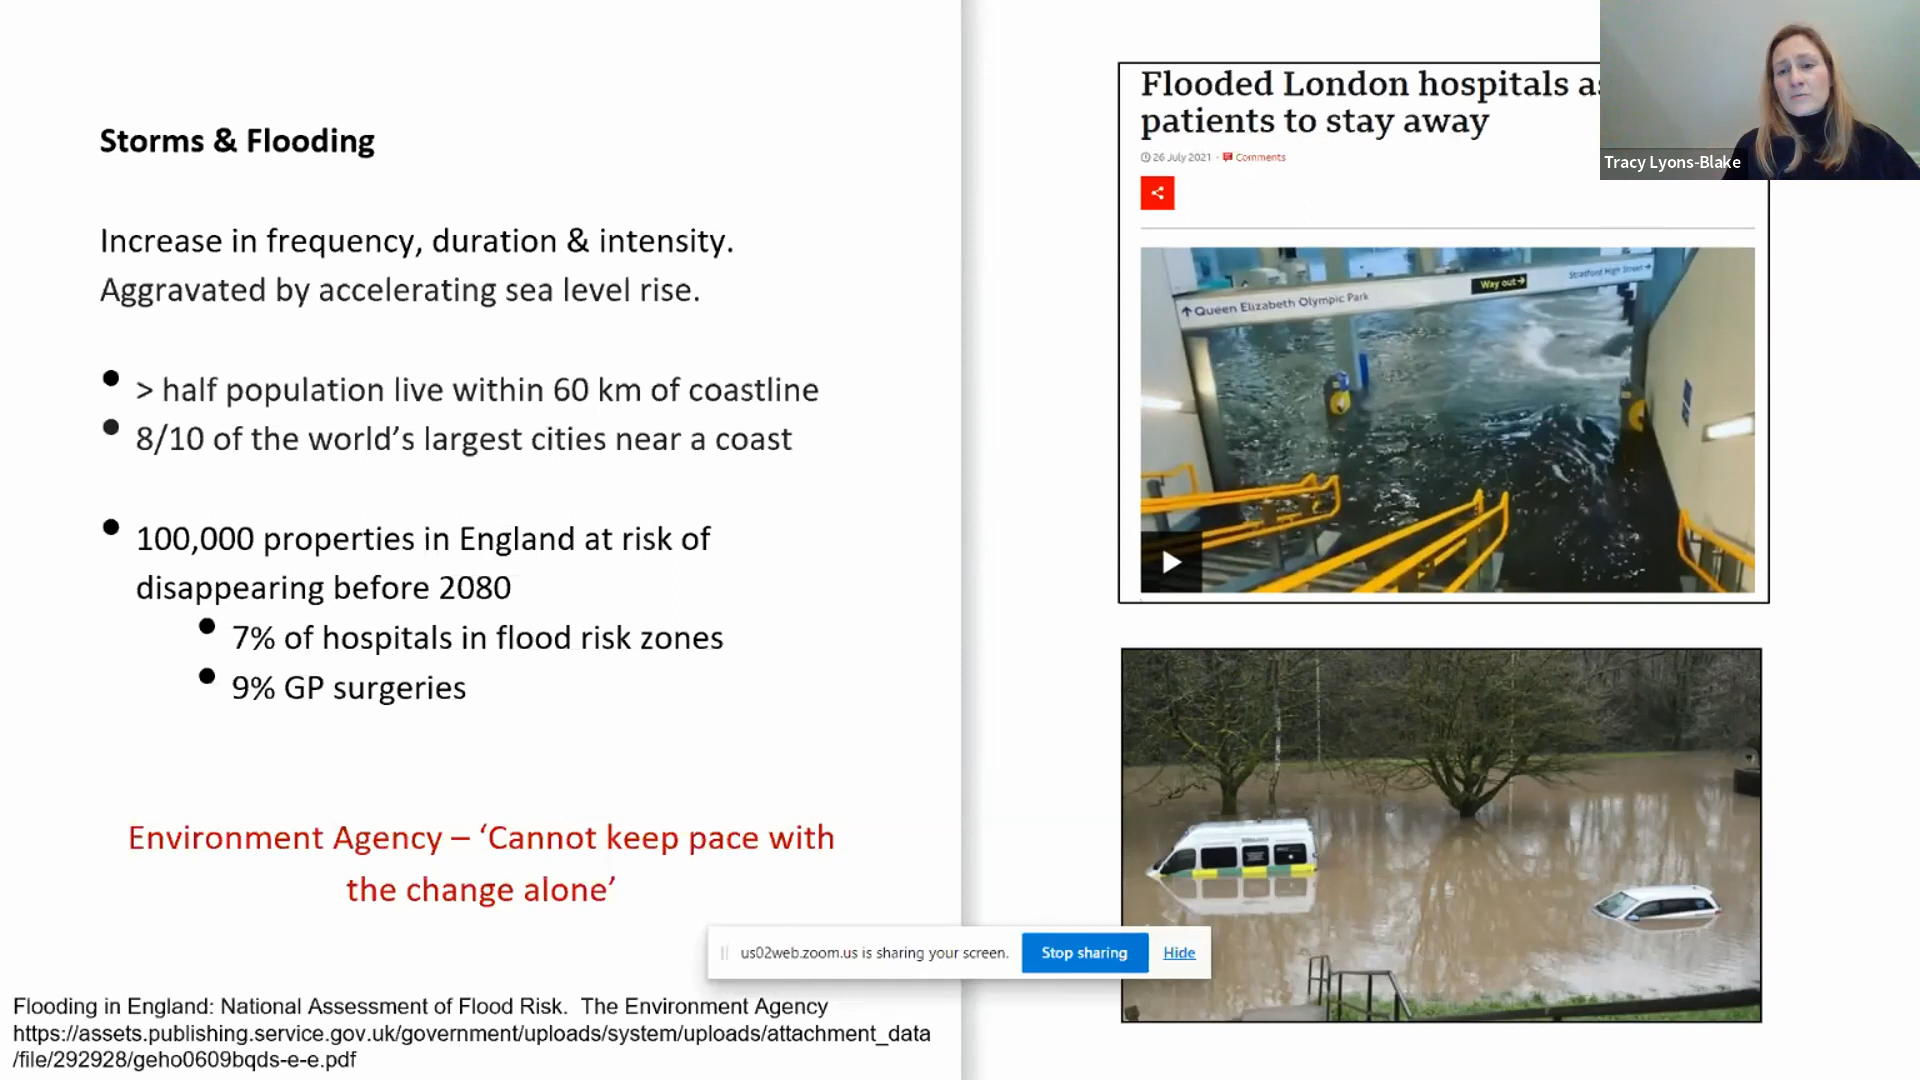 Storms & Flooding
Increase in frequency, duration & intensity.
Aggravated by accelerating sea level rise.
> half population live within 60 km of coastline
8/10 of the world's largest cities near a coast
100,000 properties in England at risk of
disappearing before 2080
7% of hospitals in flood risk zones
9% GP surgeries
Environment Agency – ‘Cannot keep pace with
the change alone’
Flooding in England: National Assessment of Flood Risk. The Environment Agency
https://assets.publishing.service.gov.uk/government/uploads/system/uploads/attachment_data
/file/292928/geho0609bqds-e-e.pdf
Flooded London hospitals as
patients to stay away
26 July 2021 · Comments
Stratford High Street →
Way out →
↑ Queen Elizabeth Olympic Park
Tracy Lyons-Blake
us02web.zoom.us is sharing your screen. Stop sharing Hide